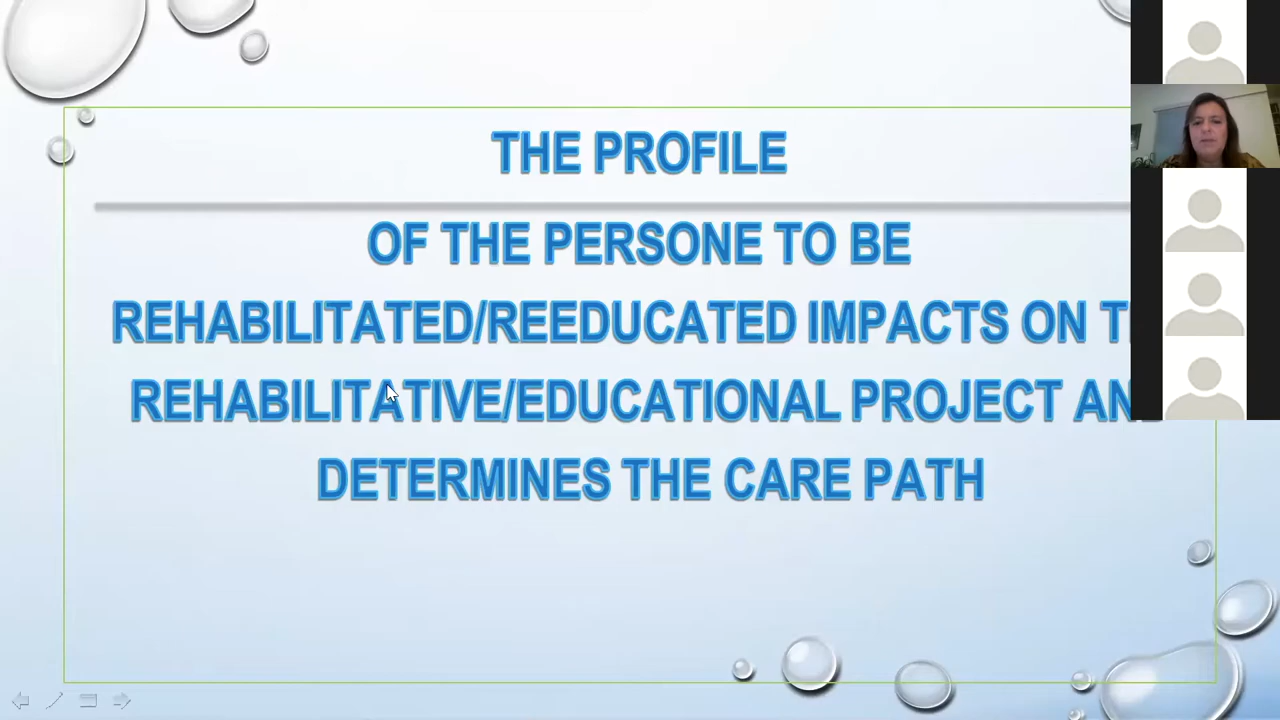 THE PROFILE
OF THE PERSONE TO BE
REHABILITATED/REEDUCATED IMPACTS ON
REHABILITATIVE/EDUCATIONAL PROJECT
DETERMINES THE CARE PATH